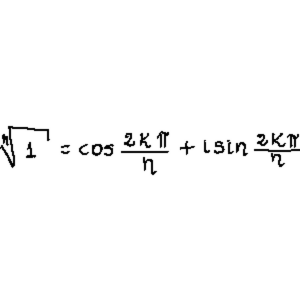 ⁿ√1 = cos 2kπ/n + i sin 2kπ/n